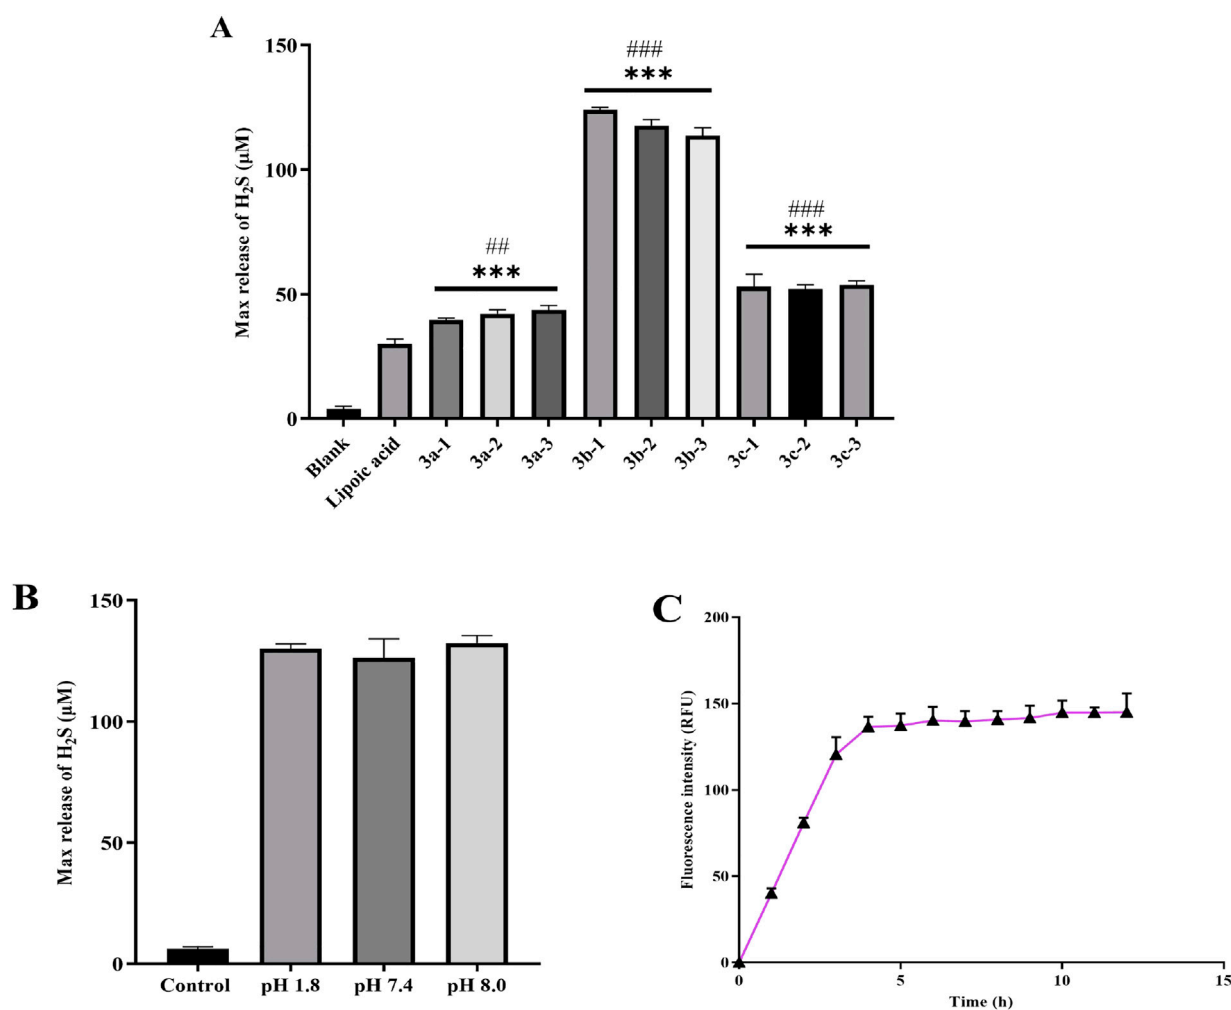 A
Max release of H₂S (μM)
150
100
50
0
###
***
##
***
###
***
Blank
Lipoic acid
3a-1
3a-2
3a-3
3b-1
3b-2
3b-3
3c-1
3c-2
3c-3
B
Max release of H₂S (μM)
150
100
50
0
Control
pH 1.8
pH 7.4
pH 8.0
C
Fluorescence intensity (RFU)
200
150
100
50
0
0
5
10
15
Time (h)